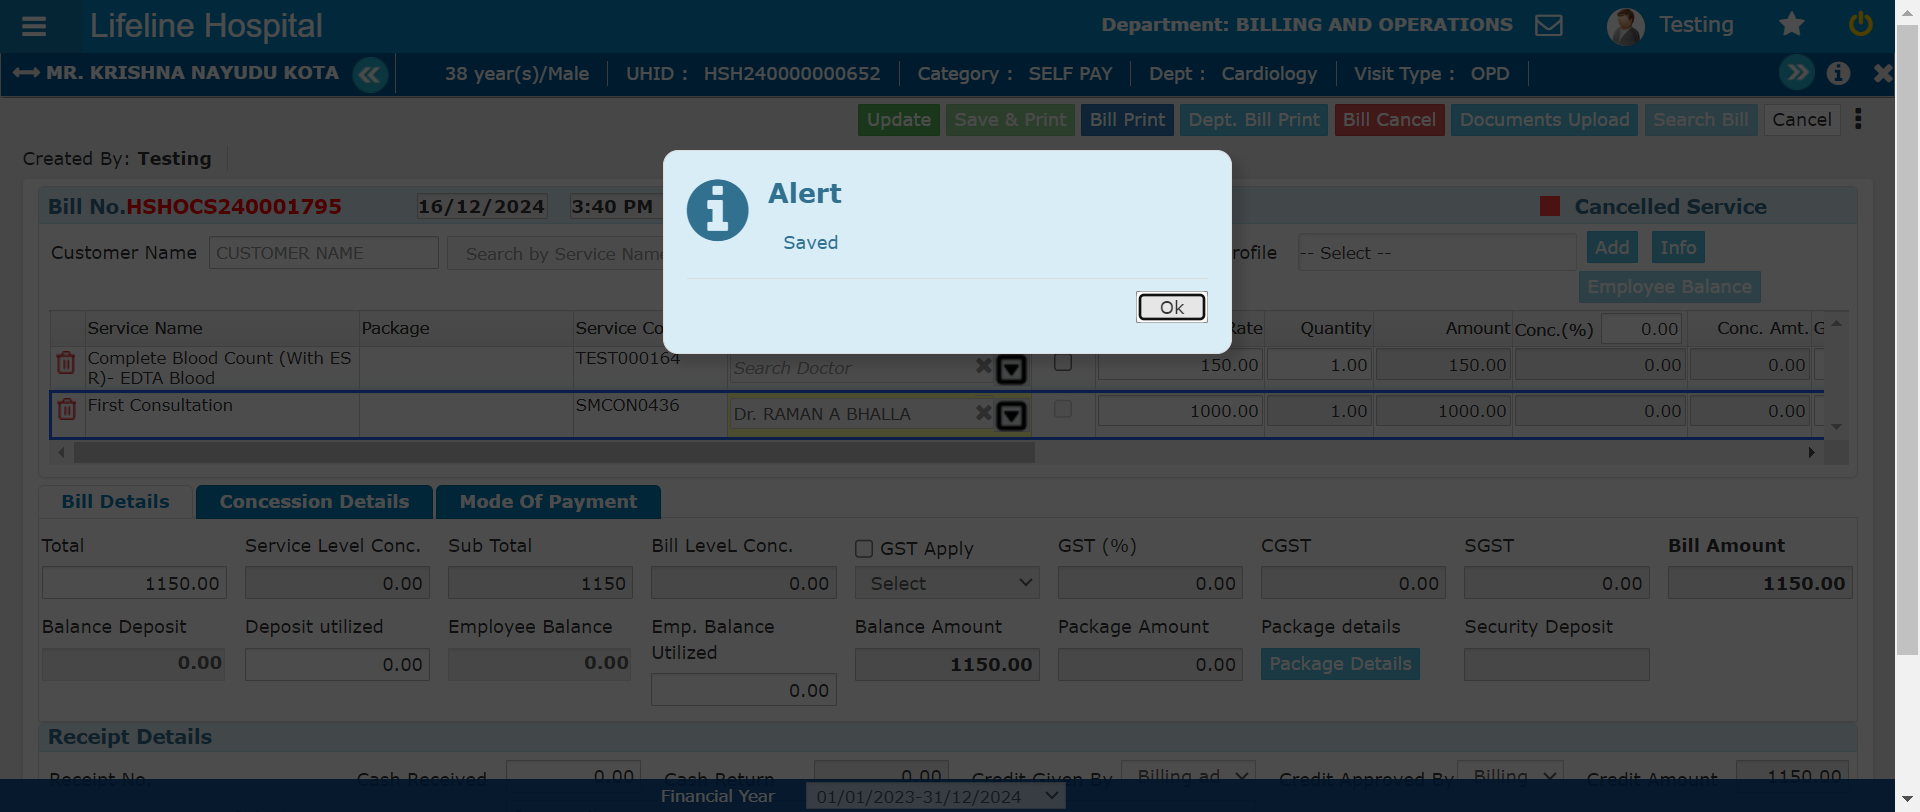 Lifeline Hospital
Department: BILLING AND OPERATIONS
Testing
MR. KRISHNA NAYUDU KOTA
38 year(s)/Male
UHID : HSH240000000652
Category : SELF PAY
Dept : Cardiology
Visit Type : OPD
Update
Save & Print
Bill Print
Dept. Bill Print
Bill Cancel
Documents Upload
Search Bill
Cancel
Created By: Testing
Alert
Saved
Ok
Bill No.HSHOCS240001795
16/12/2024
3:40 PM
Cancelled Service
Customer Name
CUSTOMER NAME
Search by Service Name
rofile
-- Select --
Add
Info
Employee Balance
Service Name
Package
Service Co
Rate
Quantity
Amount
Conc.(%)
0.00
Conc. Amt.
G
Complete Blood Count (With ES
R)- EDTA Blood
TEST000164
Search Doctor
150.00
1.00
150.00
0.00
0.00
First Consultation
SMCON0436
Dr. RAMAN A BHALLA
1000.00
1.00
1000.00
0.00
0.00
Bill Details
Concession Details
Mode Of Payment
Total
Service Level Conc.
Sub Total
Bill LeveL Conc.
GST Apply
GST (%)
CGST
SGST
Bill Amount
1150.00
0.00
1150
0.00
Select
0.00
0.00
0.00
1150.00
Balance Deposit
Deposit utilized
Employee Balance
Emp. Balance
Utilized
Balance Amount
Package Amount
Package details
Security Deposit
0.00
0.00
0.00
0.00
1150.00
0.00
Package Details
Receipt Details
Receipt No.
Cash Received
0.00
Cash Return
0.00
Credit Given By
Billing ad
Credit Approved By
Billing
Credit Amount
1150.00
Financial Year
01/01/2023-31/12/2024